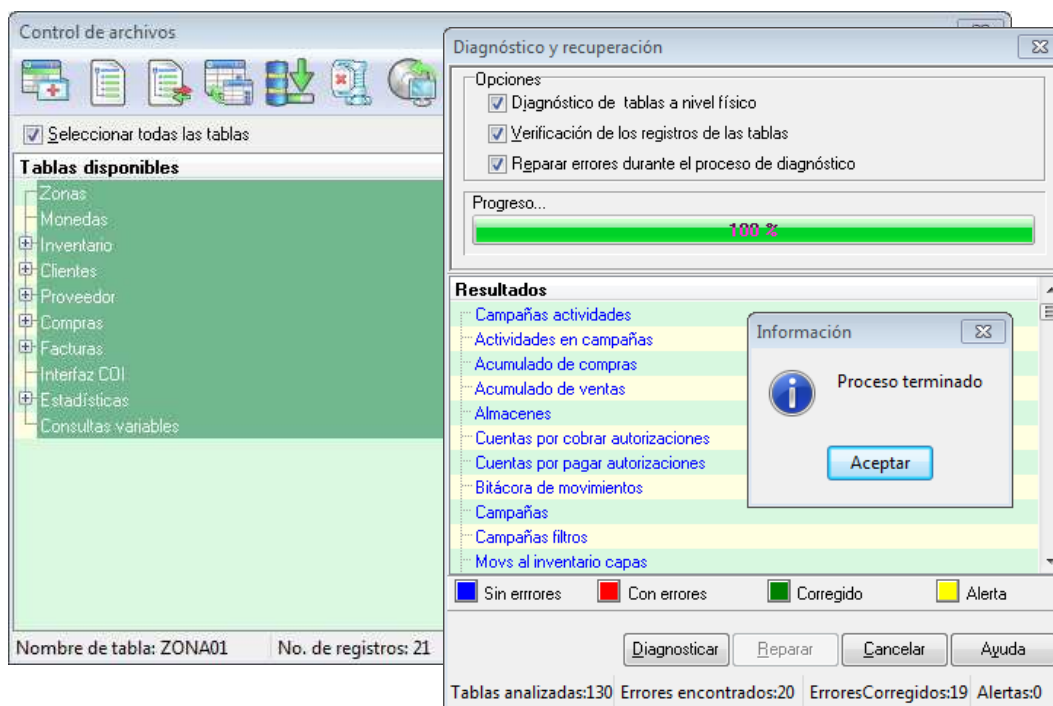 Control de archivos
Seleccionar todas las tablas
Tablas disponibles
Zonas
Monedas
Inventario
Clientes
Proveedor
Compras
Facturas
Interfaz COI
Estadísticas
Consultas variables
Nombre de tabla: ZONA01 No. de registros: 21
Diagnóstico y recuperación
Opciones
Diagnóstico de tablas a nivel físico
Verificación de los registros de las tablas
Reparar errores durante el proceso de diagnóstico
Progreso...
100 %
Resultados
Campañas actividades
Actividades en campañas
Acumulado de compras
Acumulado de ventas
Almacenes
Cuentas por cobrar autorizaciones
Cuentas por pagar autorizaciones
Bitácora de movimientos
Campañas
Campañas filtros
Movs al inventario capas
Información
Proceso terminado
Aceptar
Sin errrores Con errores Corregido Alerta
Diagnosticar Reparar Cancelar Ayuda
Tablas analizadas:130 Errores encontrados:20 ErroresCorregidos:19 Alertas:0